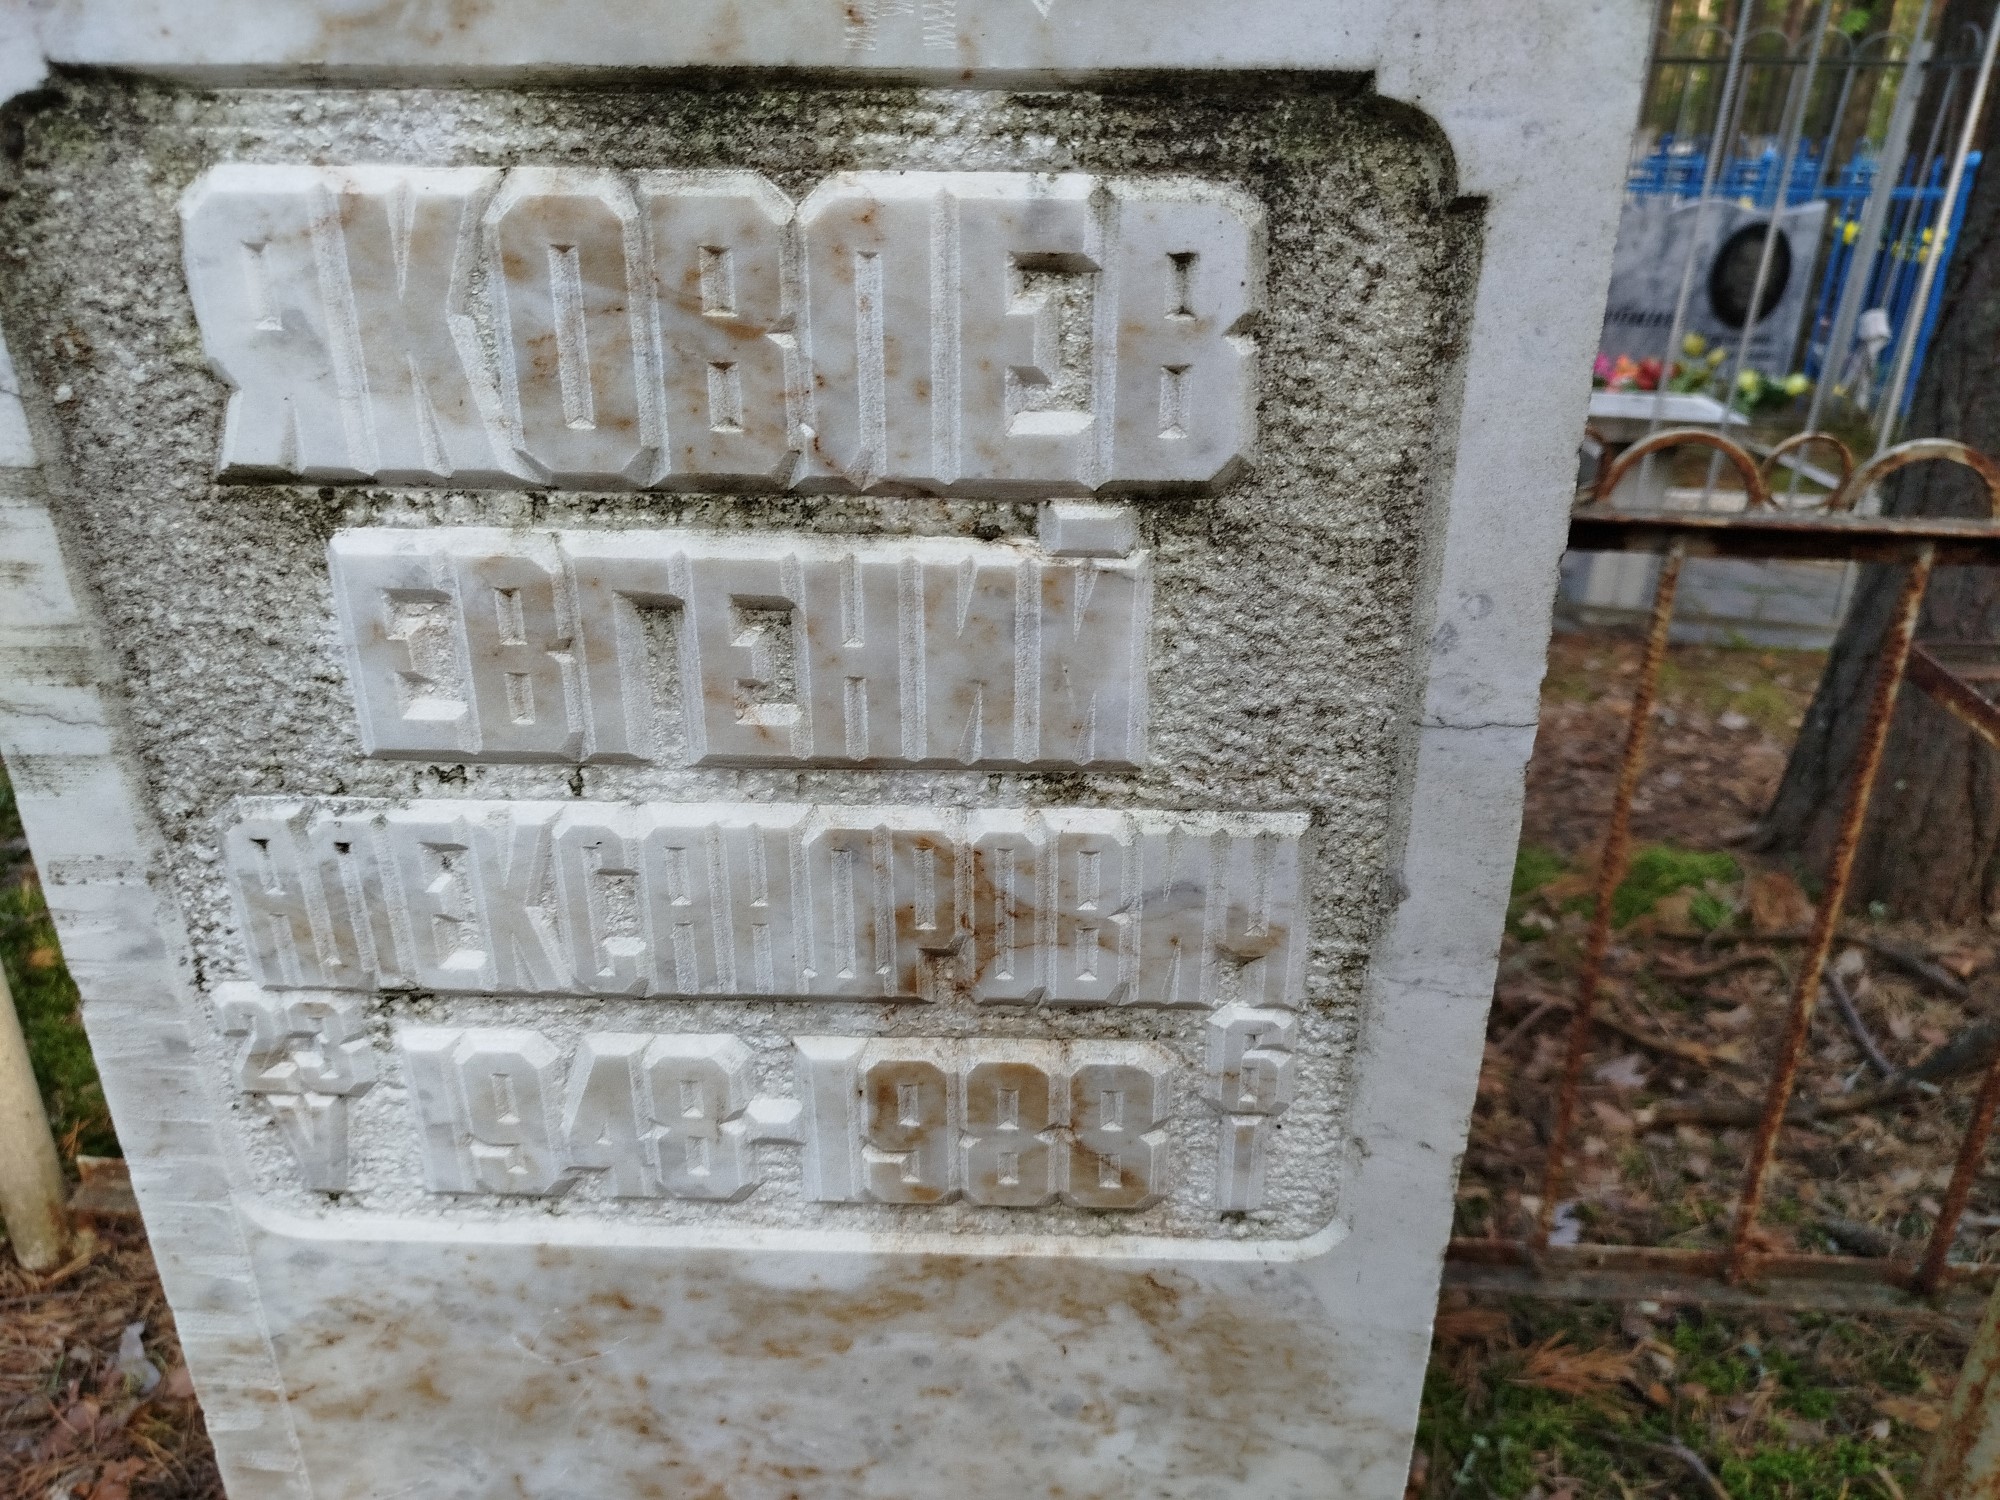 ЯКОВЛЕВ
ЕВГЕНИЙ
АЛЕКСАНДРОВИЧ
23 V 1948-1988 6 I